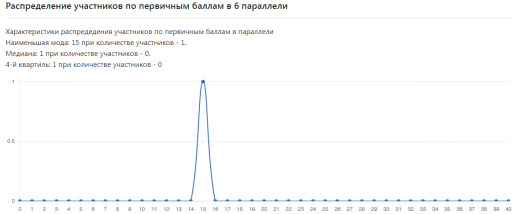 Распределение участников по первичным баллам в 6 параллели
Характеристики распределения участников по первичным баллам в параллели
Наименьшая мода: 15 при количестве участников - 1.
Медиана: 1 при количестве участников - 0.
4-й квартиль: 1 при количестве участников - 0
1
0.5
0
0 1 2 3 4 5 6 7 8 9 10 11 12 13 14 15 16 17 18 19 20 21 22 23 24 25 26 27 28 29 30 31 32 33 34 35 36 37 38 39 40